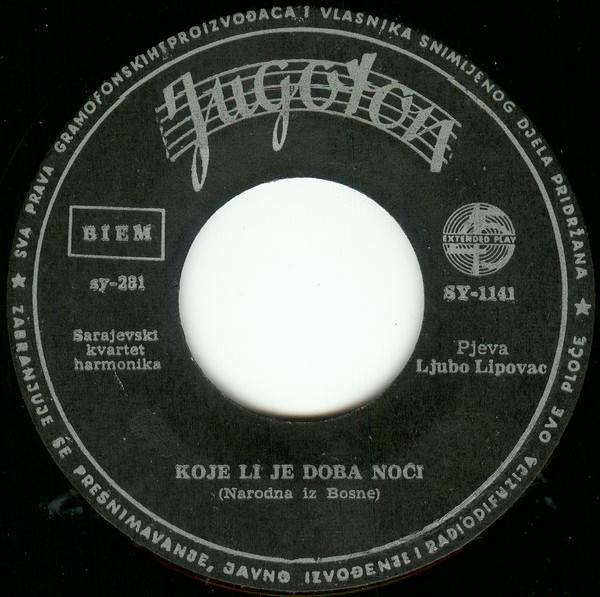 SVA PRAVA GRAMOFONSKIH PROIZVOĐAČA I VLASNIKA SNIMLJENOG DJELA PRIDRŽANA
Jugoton
BIEM
sy-281
EXTENDED PLAY
SY-1141
Sarajevski
kvartet
harmonika
Pjeva
Ljubo Lipovac
KOJE LI JE DOBA NOĆI
(Narodna iz Bosne)
ZABRANJUJE SE PRESNIMAVANJE, JAVNO IZVOĐENJE I RADIODIFUZIJA OVE PLOČE